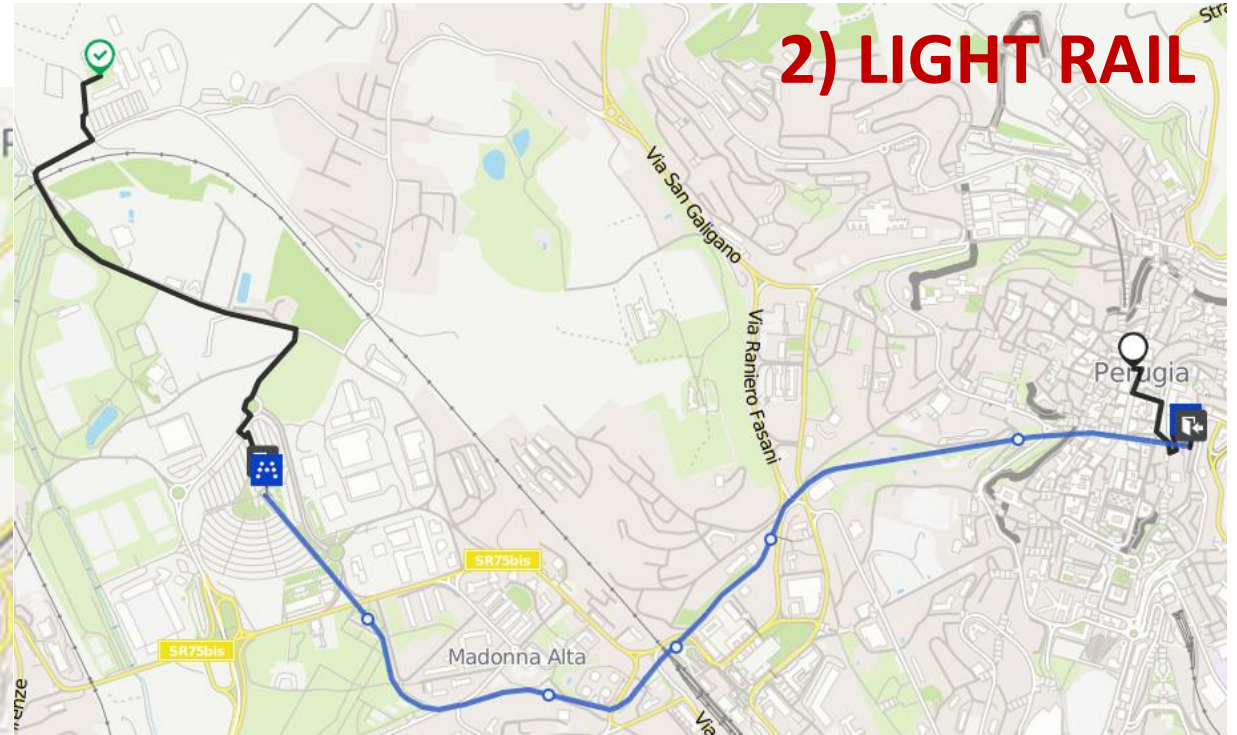 2) LIGHT RAIL
Via San Galigano
Via Raniero Fasani
Perugia
SR75bis
SR75bis
Madonna Alta